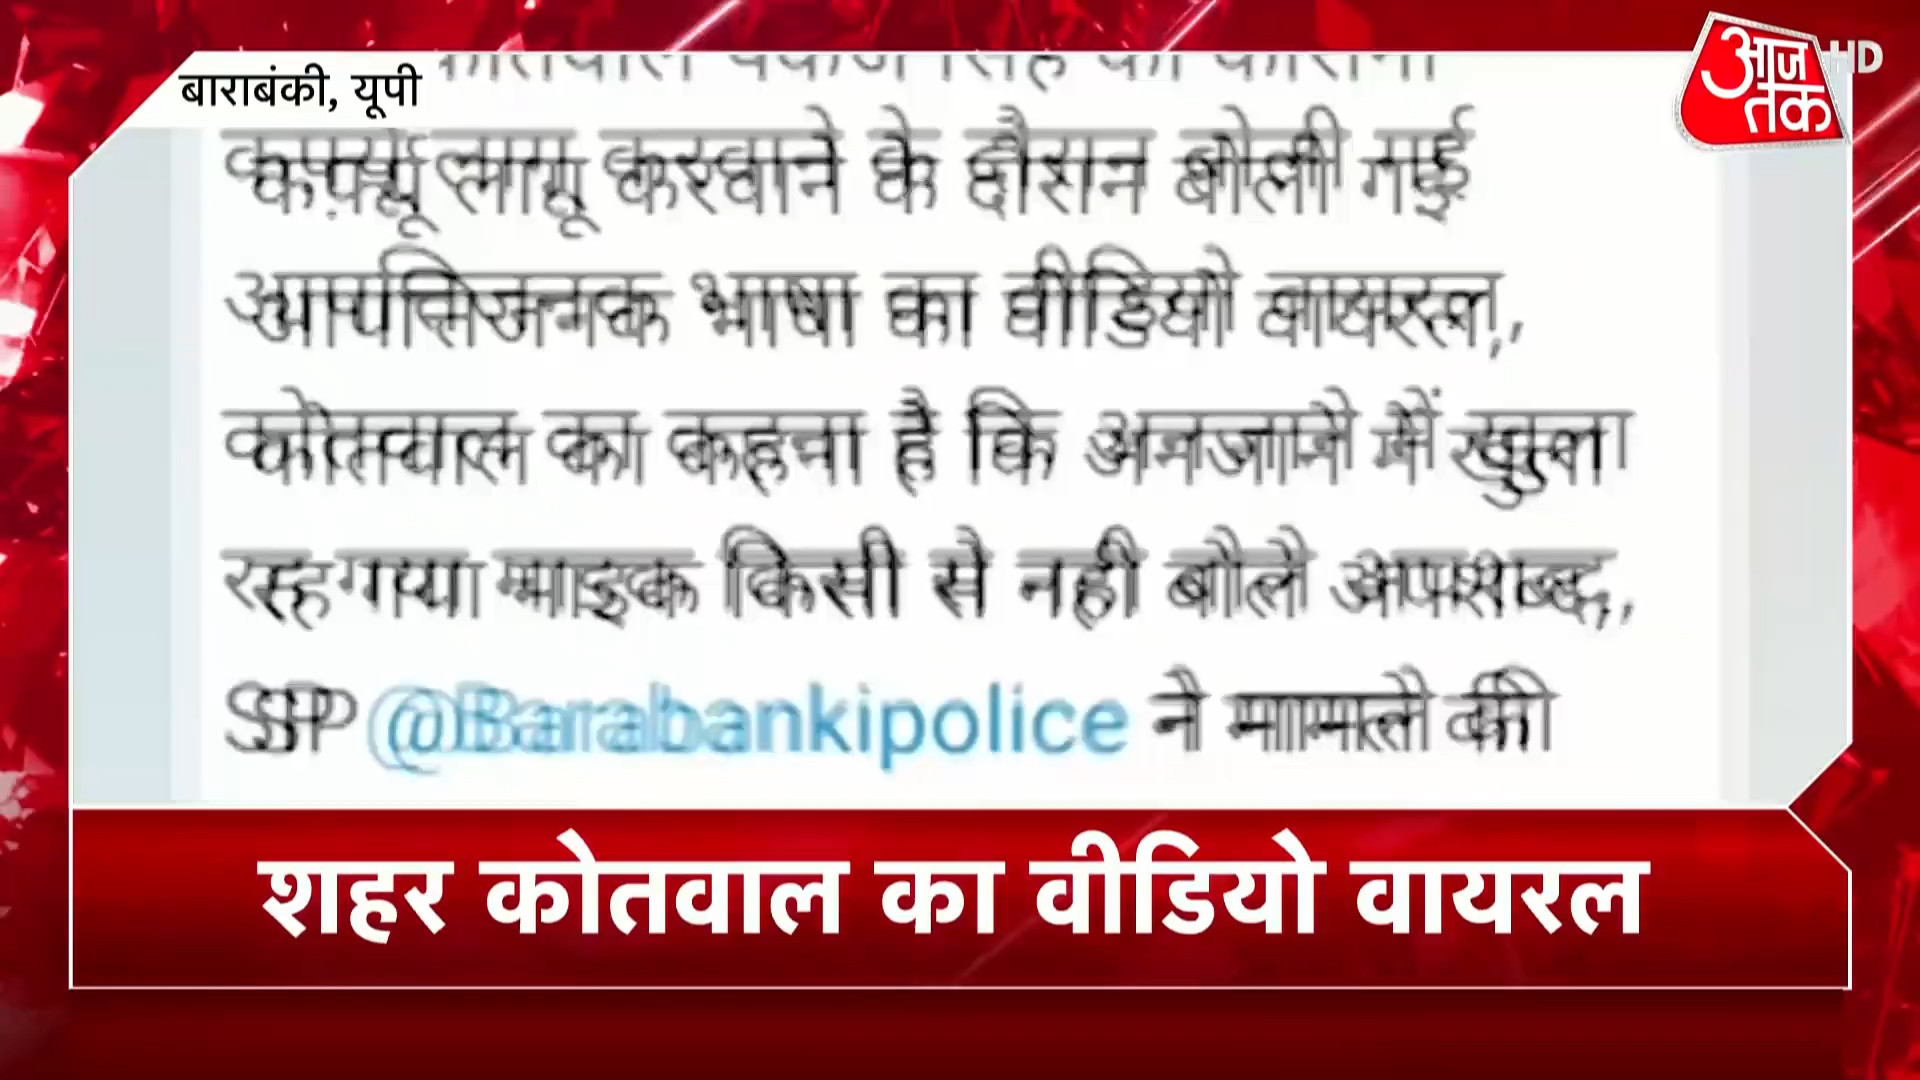 बाराबंकी, यूपी
आज तक HD
कर्फ्यू लागू करवाने के दौरान बोली गई
आपत्तिजनक भाषा का वीडियो वायरल,
कोतवाल का कहना है कि अनजाने में खुला
रह गया माइक किसी से नही बोले अपशब्द,
SP @Barabankipolice ने मामले की
शहर कोतवाल का वीडियो वायरल